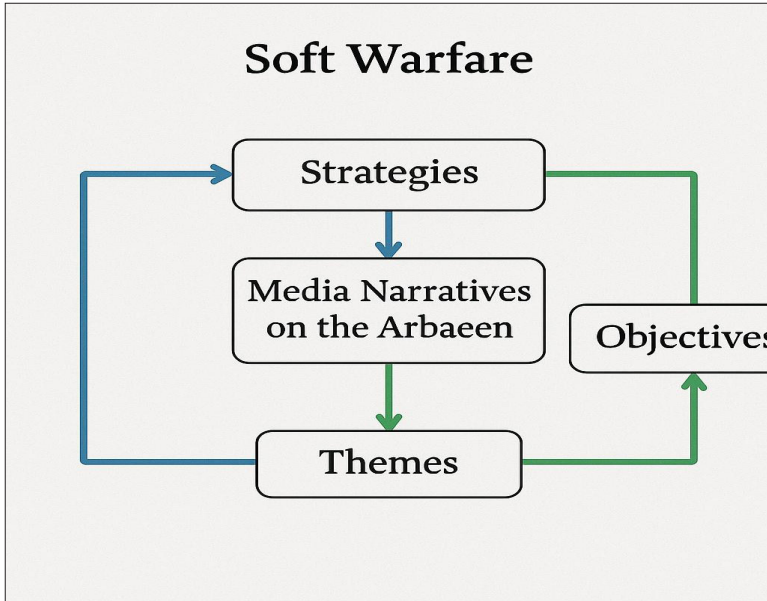 Soft Warfare
Strategies
Media Narratives
on the Arbaeen
Objectives
Themes